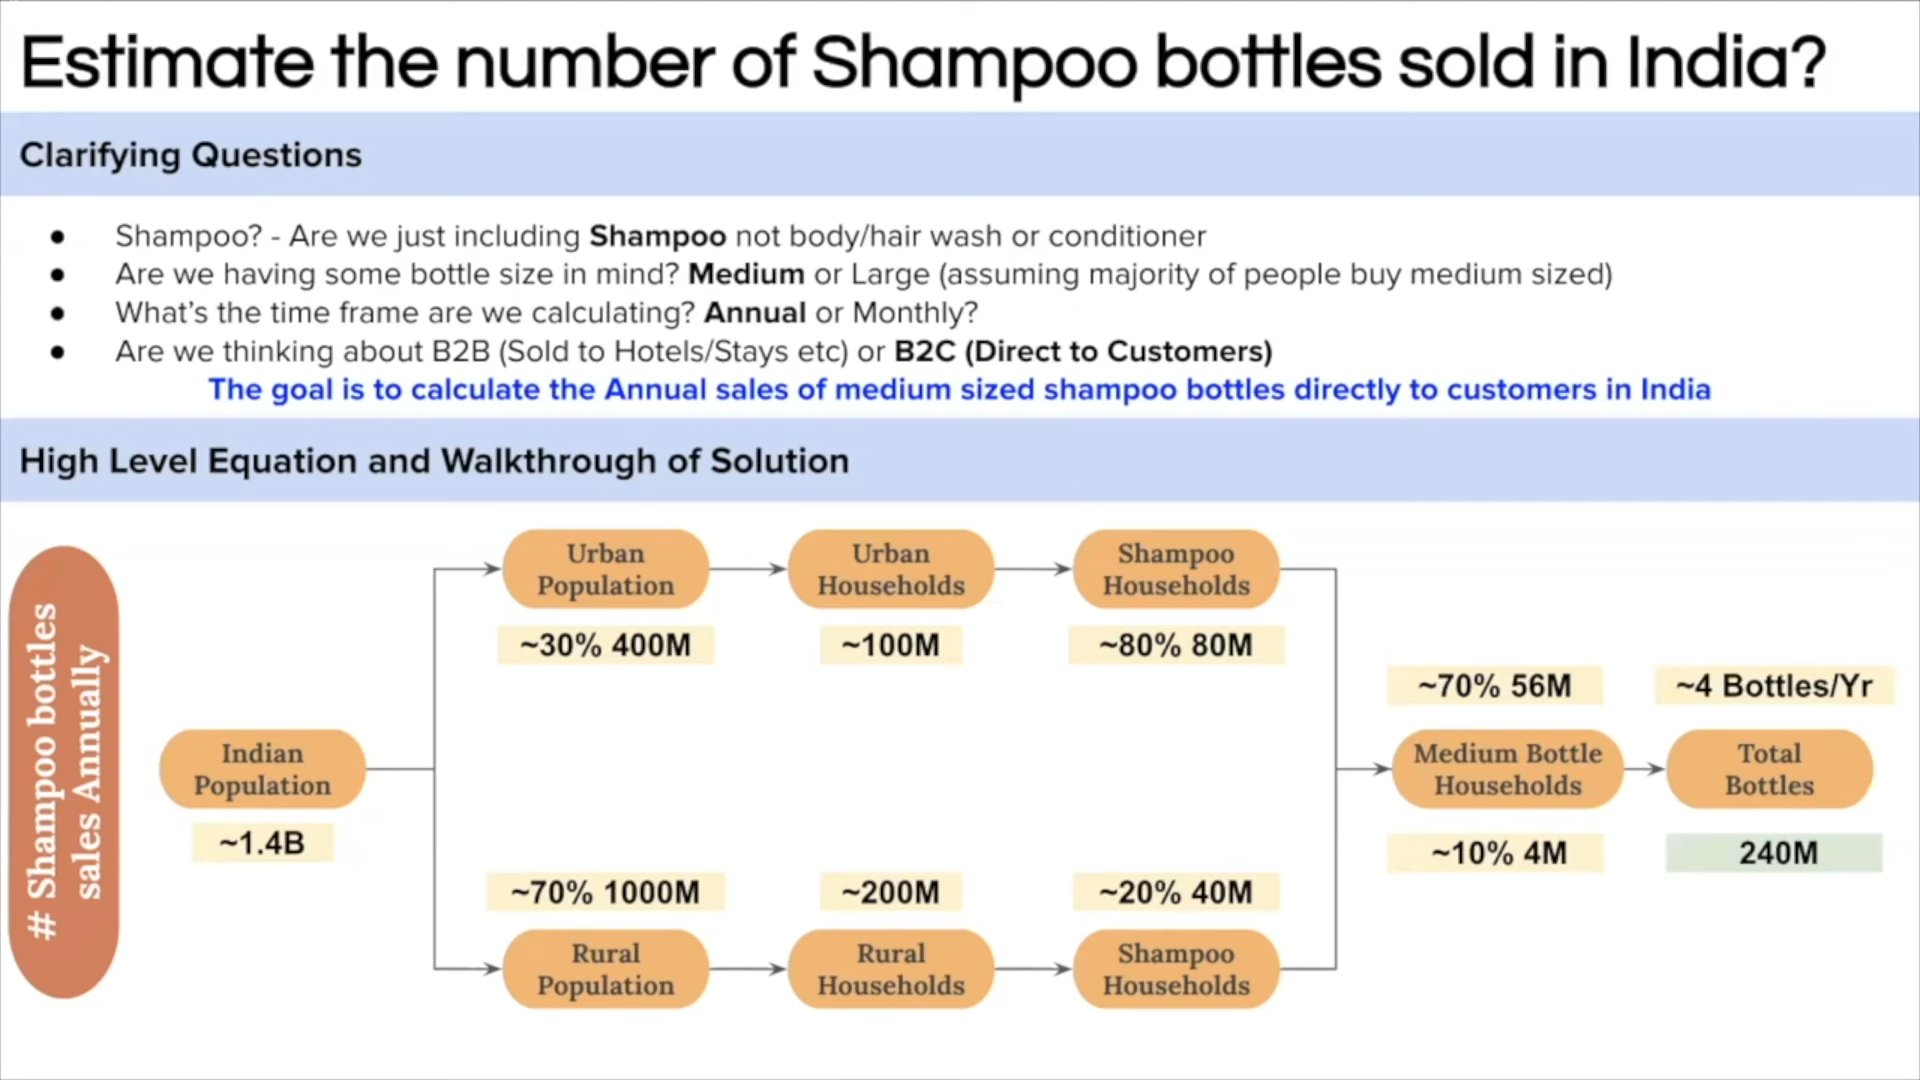 Estimate the number of Shampoo bottles sold in India?
Clarifying Questions
● Shampoo? - Are we just including Shampoo not body/hair wash or conditioner
● Are we having some bottle size in mind? Medium or Large (assuming majority of people buy medium sized)
● What's the time frame are we calculating? Annual or Monthly?
● Are we thinking about B2B (Sold to Hotels/Stays etc) or B2C (Direct to Customers)
The goal is to calculate the Annual sales of medium sized shampoo bottles directly to customers in India
High Level Equation and Walkthrough of Solution
# Shampoo bottles
sales Annually
Indian
Population
~1.4B
Urban
Population
~30% 400M
Urban
Households
~100M
Shampoo
Households
~80% 80M
~70% 1000M
Rural
Population
~200M
Rural
Households
~20% 40M
Shampoo
Households
~70% 56M
Medium Bottle
Households
~10% 4M
~4 Bottles/Yr
Total
Bottles
240M